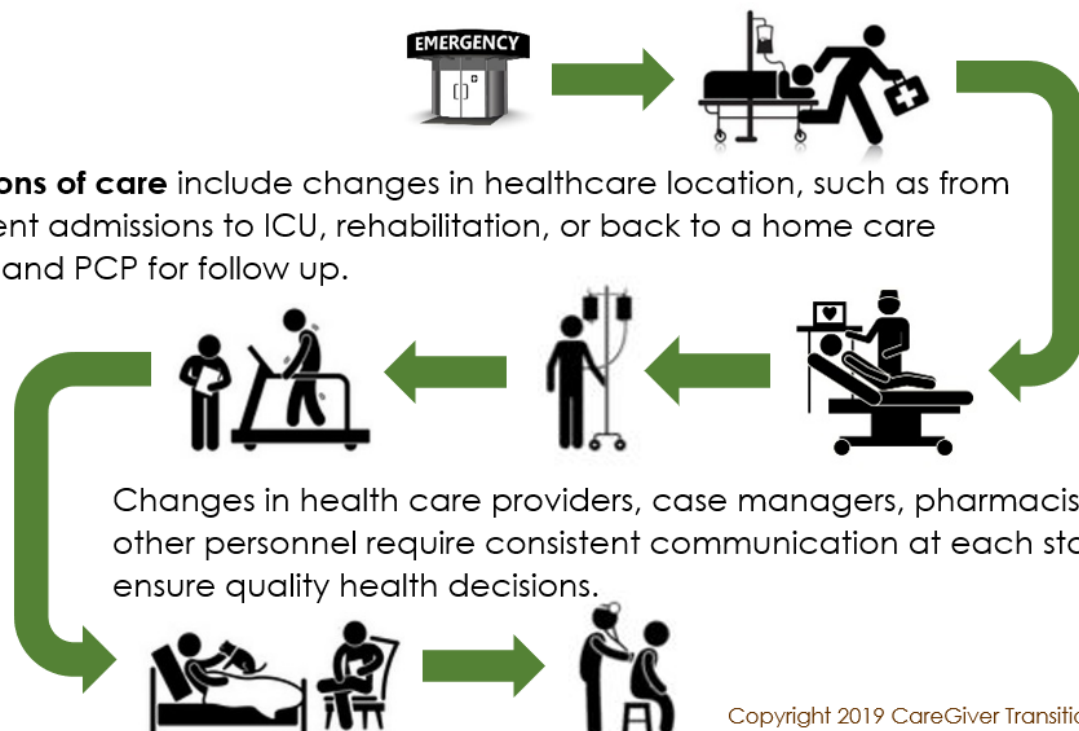 EMERGENCY
ons of care include changes in healthcare location, such as from
ent admissions to ICU, rehabilitation, or back to a home care
and PCP for follow up.
Changes in health care providers, case managers, pharmacis
other personnel require consistent communication at each sta
ensure quality health decisions.
Copyright 2019 CareGiver Transitio